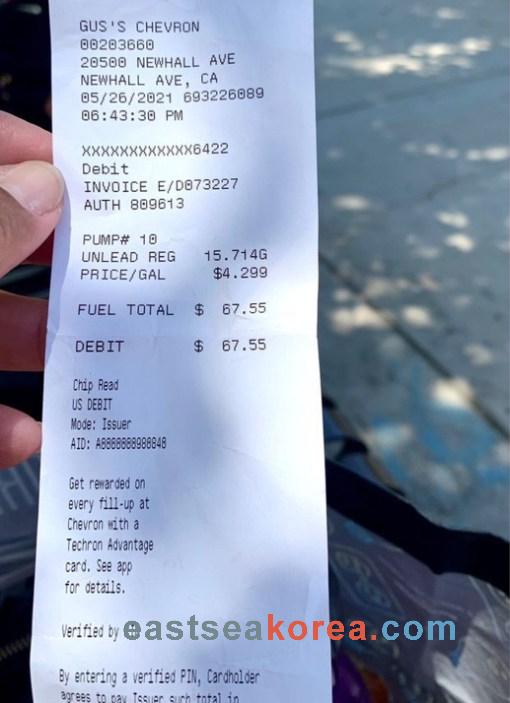 GUS'S CHEVRON
00203660
20500 NEWHALL AVE
NEWHALL AVE, CA
05/26/2021 693226089
06:43:30 PM
XXXXXXXXXXXX6422
Debit
INVOICE E/D073227
AUTH 809613
PUMP# 10
UNLEAD REG 15.714G
PRICE/GAL $4.299
FUEL TOTAL $ 67.55
DEBIT $ 67.55
Chip Read
US DEBIT
Mode: Issuer
AID:
Get rewarded on
every fill-up at
Chevron with a
Techron Advantage
card. See app
for details.
Verified by
eastseakorea.com
By entering a verified PIN, Cardholder
agrees to pay Issuer such total in